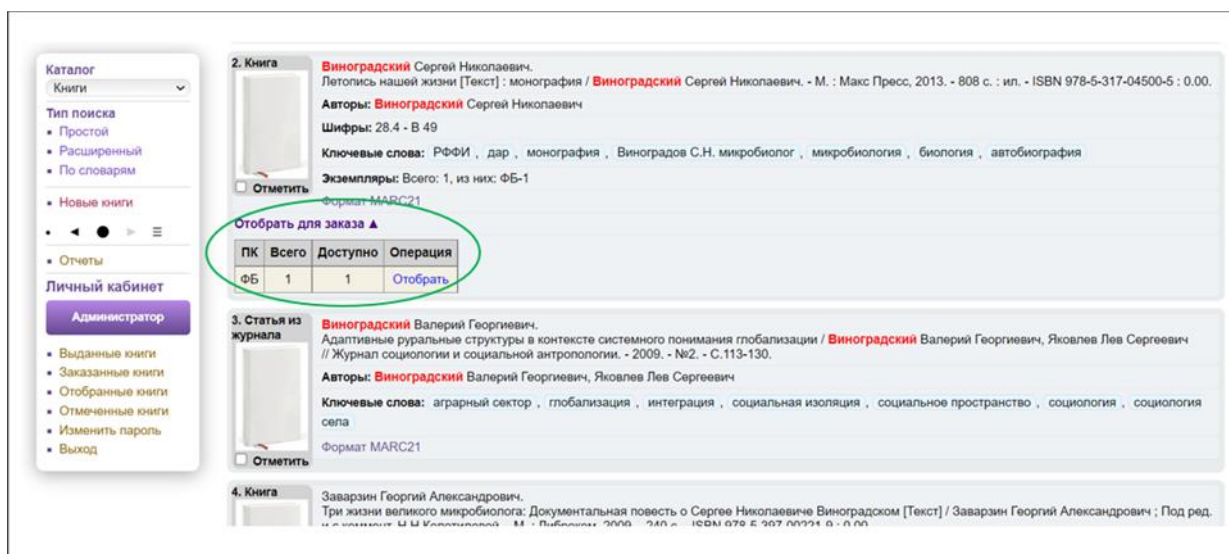 Каталог
Книги
Тип поиска
Простой
Расширенный
По словарям
Новые книги
Отчеты
Личный кабинет
Администратор
Выданные книги
Заказанные книги
Отобранные книги
Отмеченные книги
Изменить пароль
Выход
2. Книга
Отметить
Виноградский Сергей Николаевич.
Летопись нашей жизни [Текст] : монография / Виноградский Сергей Николаевич. - М. : Макс Пресс, 2013. - 808 с. : ил. - ISBN 978-5-317-04500-5 : 0.00.
Авторы: Виноградский Сергей Николаевич
Шифры: 28.4 - В 49
Ключевые слова: РФФИ , дар , монография , Виноградов С.Н. микробиолог , микробиология , биология , автобиография
Экземпляры: Всего: 1, из них: ФБ-1
Формат MARC21
Отобрать для заказа ▲
ПК Всего Доступно Операция
ФБ 1 1 Отобрать
3. Статья из
журнала
Отметить
Виноградский Валерий Георгиевич.
Адаптивные руральные структуры в контексте системного понимания глобализации / Виноградский Валерий Георгиевич, Яковлев Лев Сергеевич
// Журнал социологии и социальной антропологии. - 2009. - №2. - С.113-130.
Авторы: Виноградский Валерий Георгиевич, Яковлев Лев Сергеевич
Ключевые слова: аграрный сектор , глобализация , интеграция , социальная изоляция , социальное пространство , социология , социология
села
Формат MARC21
4. Книга
Заварзин Георгий Александрович.
Три жизни великого микробиолога: Документальная повесть о Сергее Николаевиче Виноградском [Текст] / Заварзин Георгий Александрович ; Под ред.